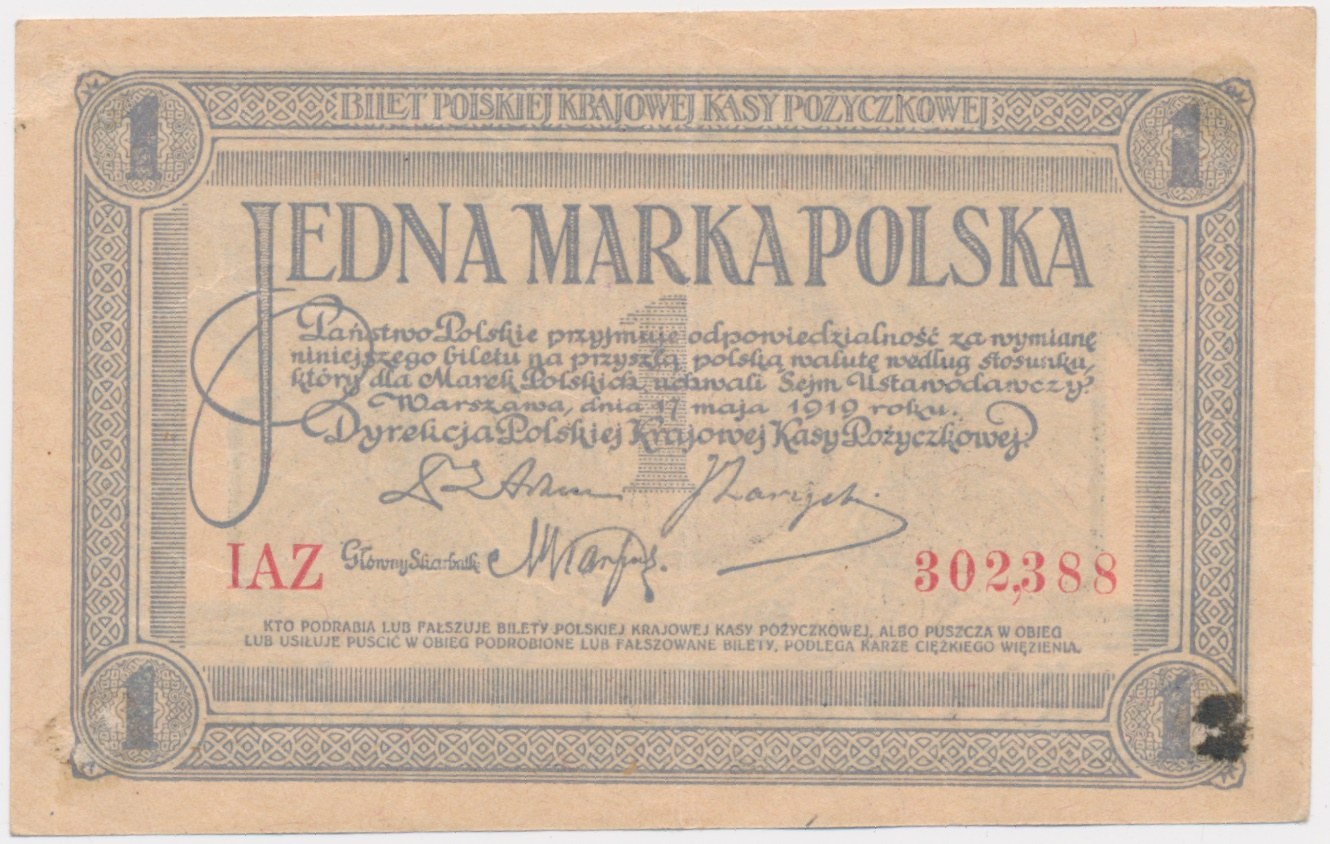 1 BILET POLSKIEJ KRAJOWEJ KASY POŻYCZKOWEJ 1
JEDNA MARKA POLSKA
1
Państwo Polskie przyjmuje odpowiedzialność za wymianę
niniejszego biletu na przyszłą polską walutę według stosunku,
który dla Marek Polskich uchwali Sejm Ustawodawczy.
Warszawa, dnia 17 maja 1919 roku.
Dyrekcja Polskiej Krajowej Kasy Pożyczkowej
IAZ Główny Skarbnik 302,388
KTO PODRABIA LUB FAŁSZUJE BILETY POLSKIEJ KRAJOWEJ KASY POŻYCZKOWEJ, ALBO PUSZCZA W OBIEG
LUB USIŁUJE PUŚCIĆ W OBIEG PODROBIONE LUB FAŁSZOWANE BILETY, PODLEGA KARZE CIĘŻKIEGO WIĘZIENIA.
1 1